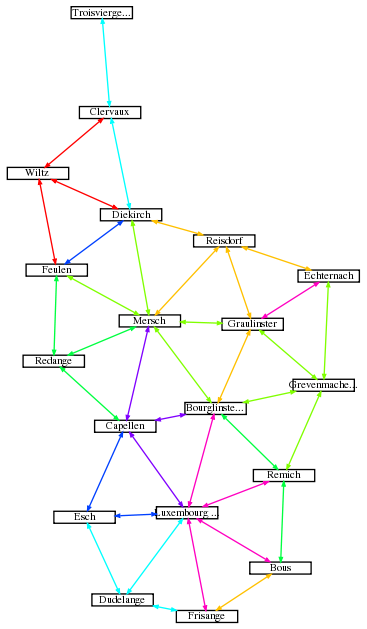 Troisvierge...
Clervaux
Wiltz
Diekirch
Reisdorf
Feulen
Echternach
Mersch
Graulinster
Redange
Grevenmache...
Bourglinste...
Capellen
Remich
Luxembourg ...
Esch
Bous
Dudelange
Frisange